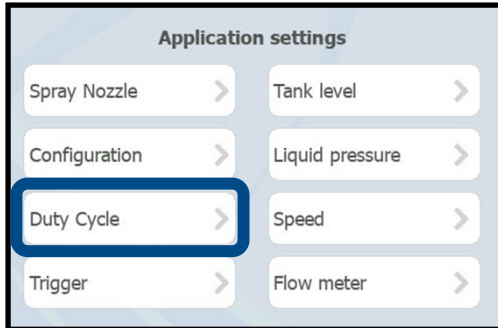 Application settings
Spray Nozzle
Tank level
Configuration
Liquid pressure
Duty Cycle
Speed
Trigger
Flow meter